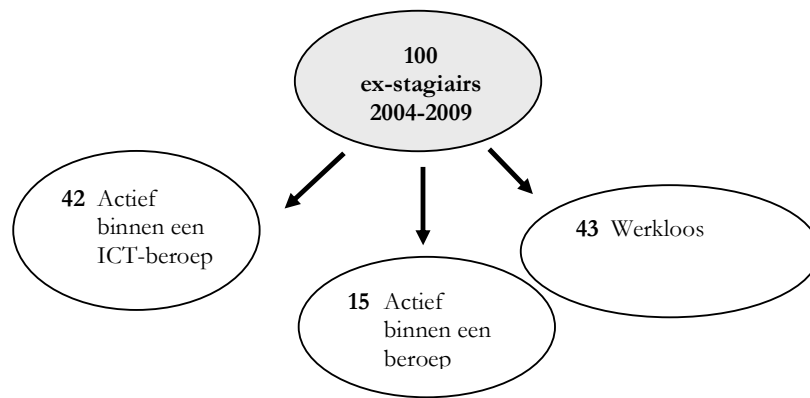 100
ex-stagiairs
2004-2009
42 Actief
binnen een
ICT-beroep
15 Actief
binnen een
beroep
43 Werkloos